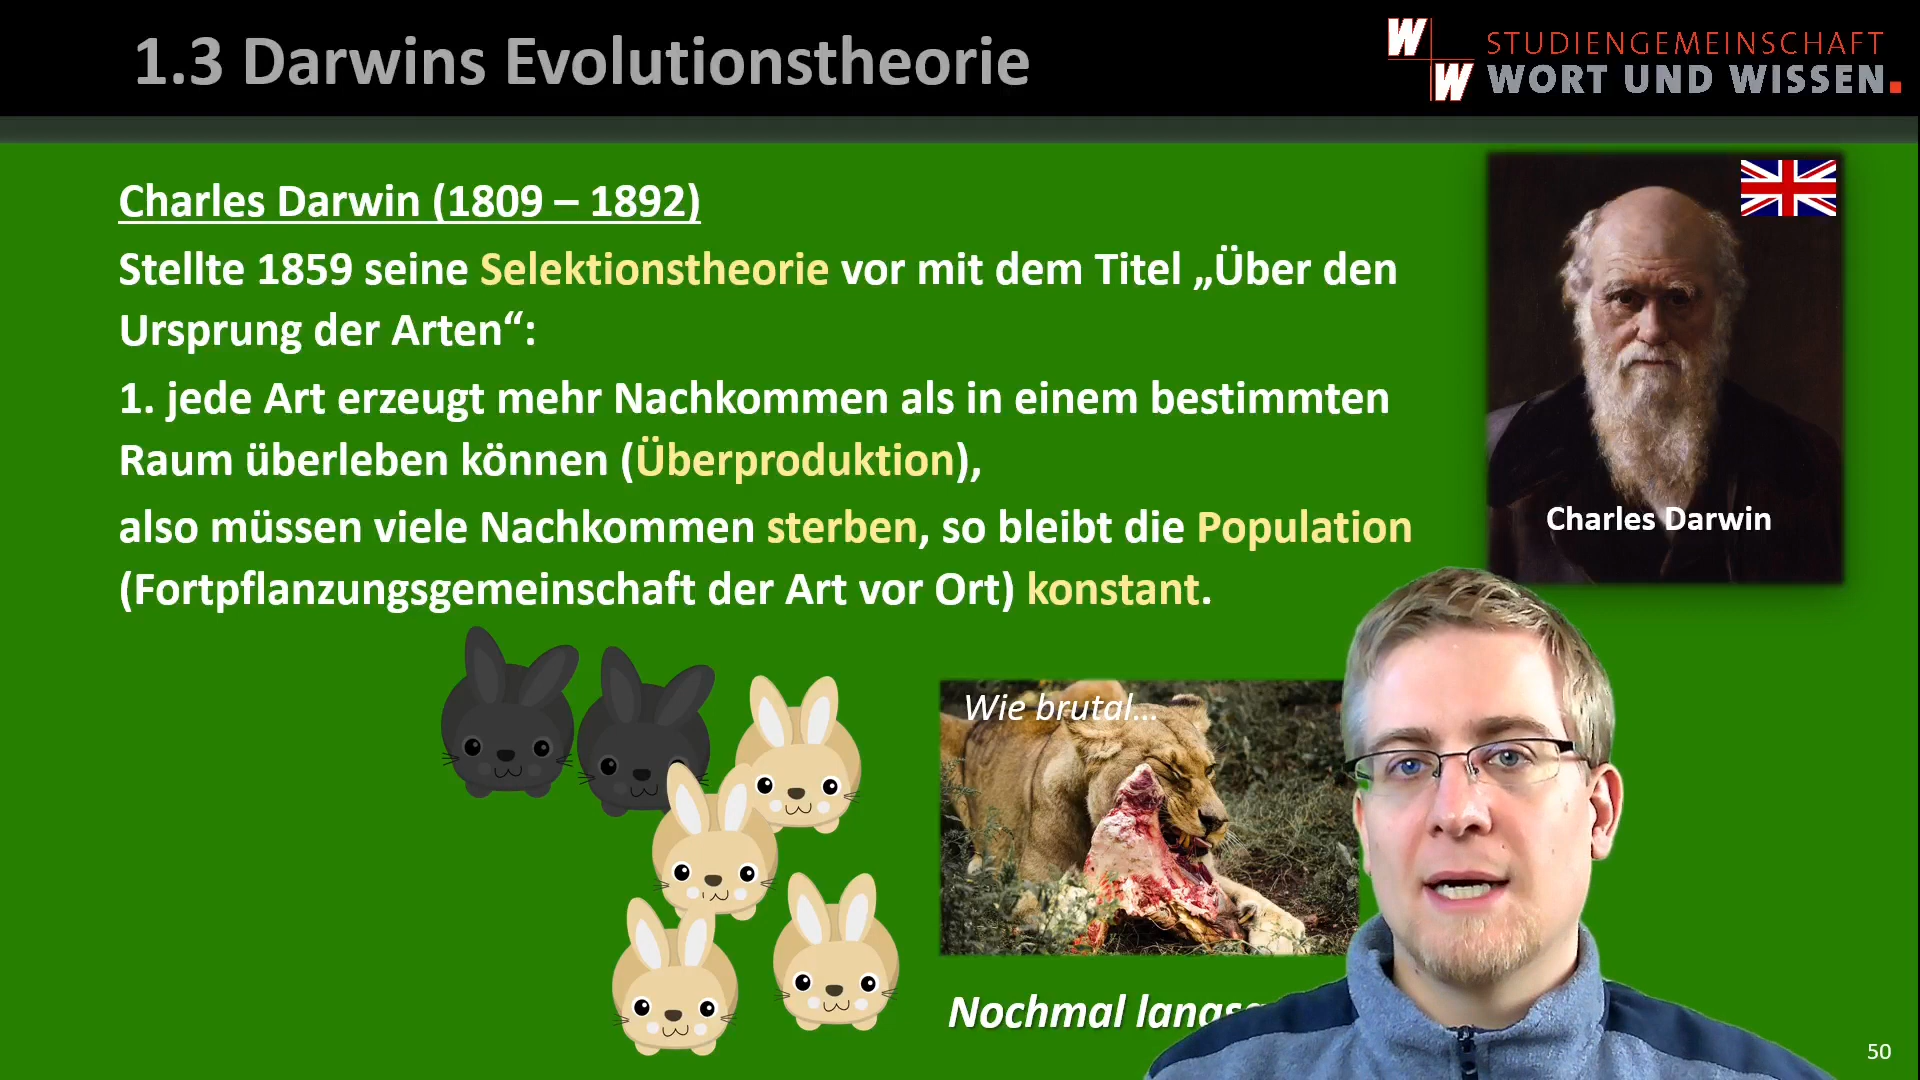 1.3 Darwins Evolutionstheorie
W
W
STUDIENGEMEINSCHAFT
WORT UND WISSEN.
Charles Darwin (1809 – 1892)
Stellte 1859 seine Selektionstheorie vor mit dem Titel „Über den
Ursprung der Arten“:
1. jede Art erzeugt mehr Nachkommen als in einem bestimmten
Raum überleben können (Überproduktion),
also müssen viele Nachkommen sterben, so bleibt die Population
(Fortpflanzungsgemeinschaft der Art vor Ort) konstant.
Charles Darwin
Wie brutal...
Nochmal
50